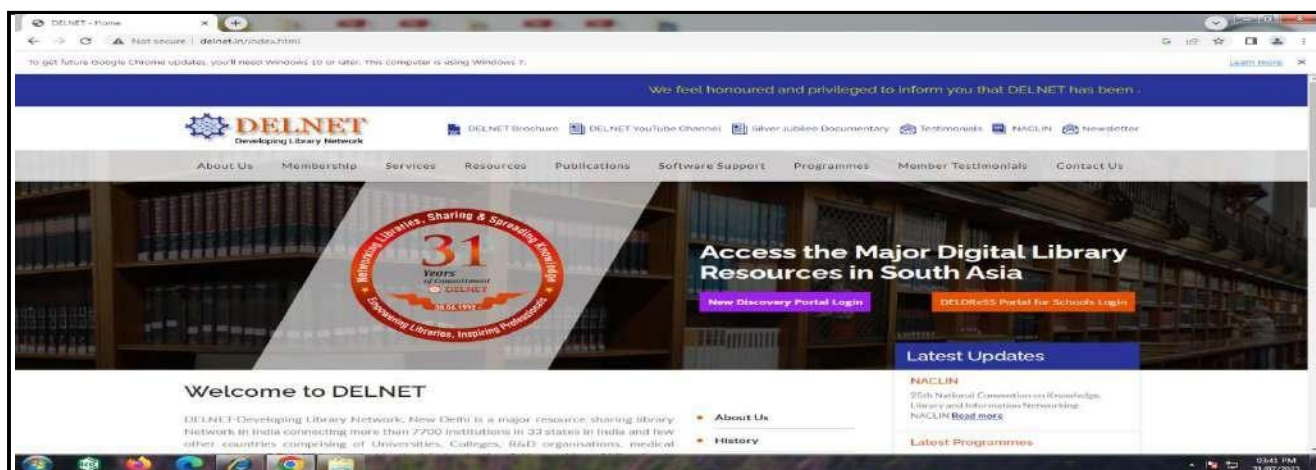 DELNET - Home
Not secure | delnet.in/index.html
To get future Google Chrome updates, you'll need Windows 10 or later. This computer is using Windows 7.
Learn more
We feel honoured and privileged to inform you that DELNET has been
DELNET
Developing Library Network
DELNET Brochure DELNET YouTube Channel Silver Jubilee Documentary Testimonials NACLIN Newsletter
About Us Membership Services Resources Publications Software Support Programmes Member Testimonials Contact Us
Networking Libraries, Sharing & Spreading Knowledge
31
Years
of Commitment
DELNET
30.06.1992
Empowering Libraries, Inspiring Professionals
Access the Major Digital Library
Resources in South Asia
New Discovery Portal Login DELDReSS Portal for Schools Login
Latest Updates
NACLIN
25th National Convention on Knowledge,
Library and Information Networking
NACLIN Read more
Latest Programmes
Welcome to DELNET
DELNET-Developing Library Network, New Delhi is a major resource sharing library
Network in India connecting more than 7700 institutions in 33 states in India and few
other countries comprising of Universities, Colleges, R&D organisations, medical
About Us
History
03:41 PM